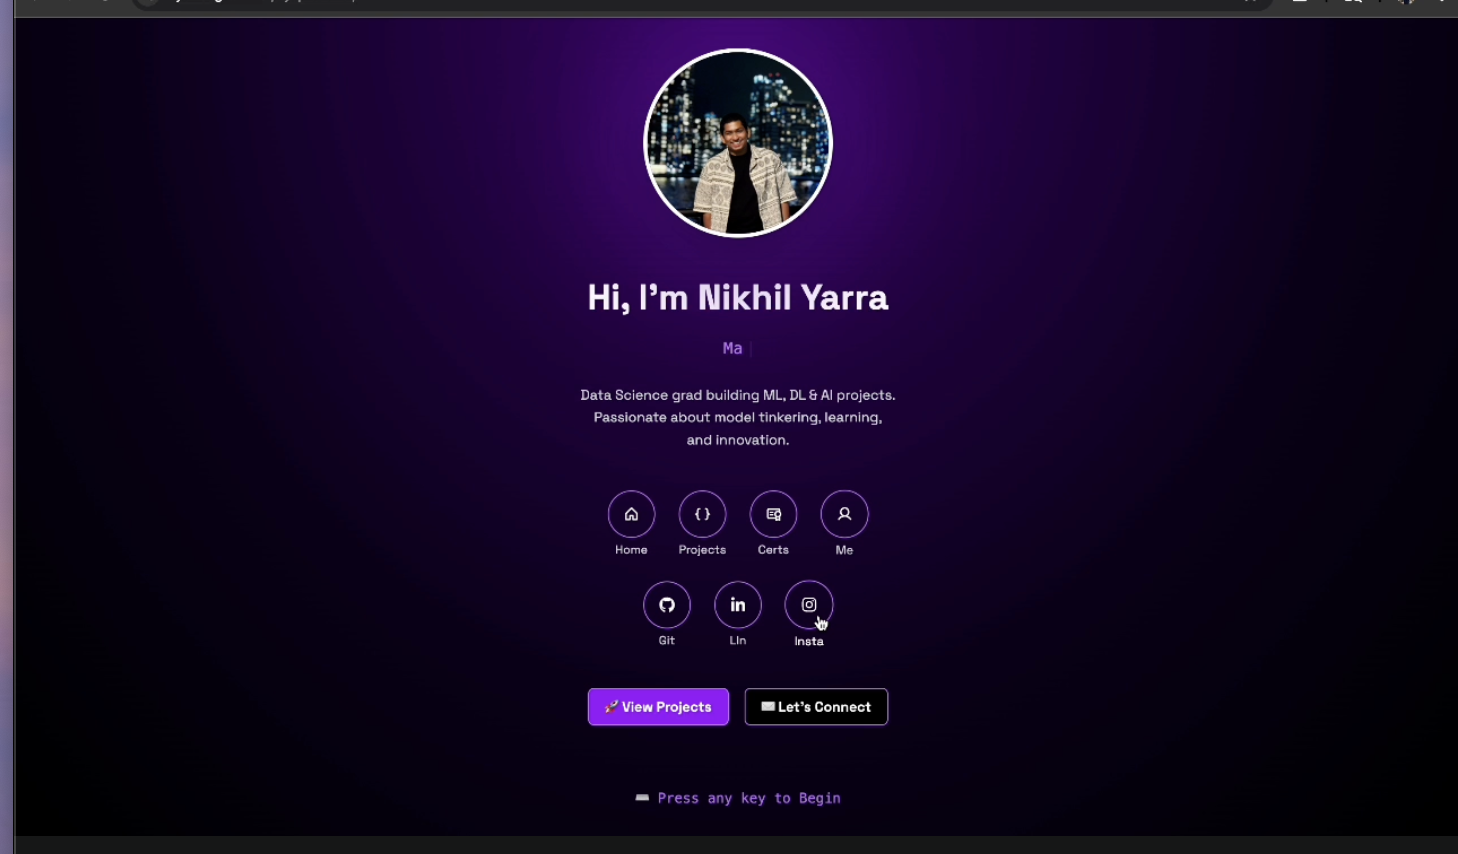 Hi, I'm Nikhil Yarra
Ma
Data Science grad building ML, DL & AI projects.
Passionate about model tinkering, learning,
and innovation.
Home Projects Certs Me
Git LIn Insta
🚀 View Projects ✉️ Let's Connect
⌨️ Press any key to Begin